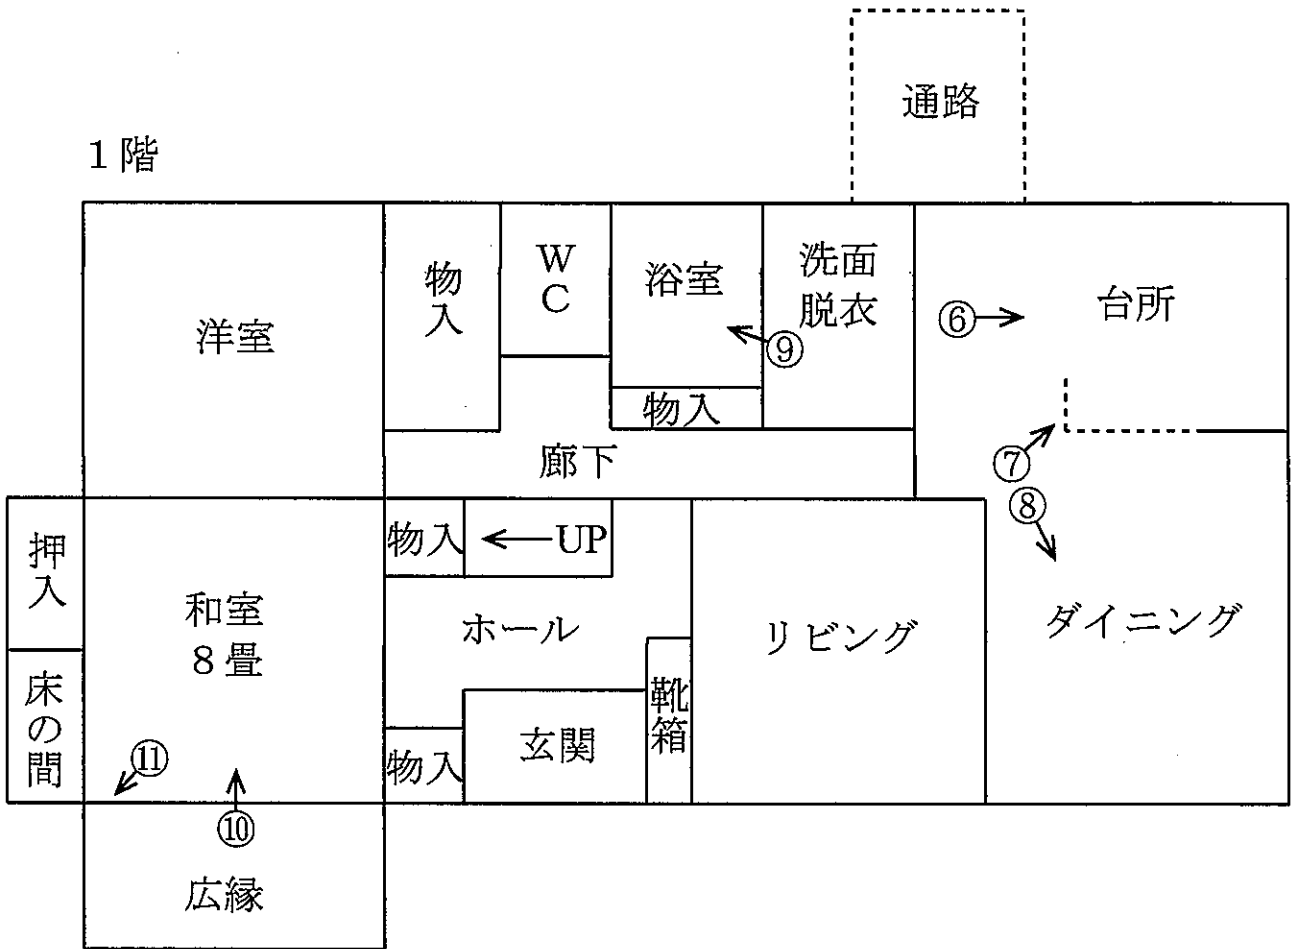 通路
1階
洋室
物入
WC
浴室
洗面
脱衣
⑥
台所
⑨
物入
廊下
⑦
⑧
押入
和室
8畳
物入
UP
ホール
リビング
ダイニング
床の間
⑪
⑩
物入
玄関
靴箱
広縁